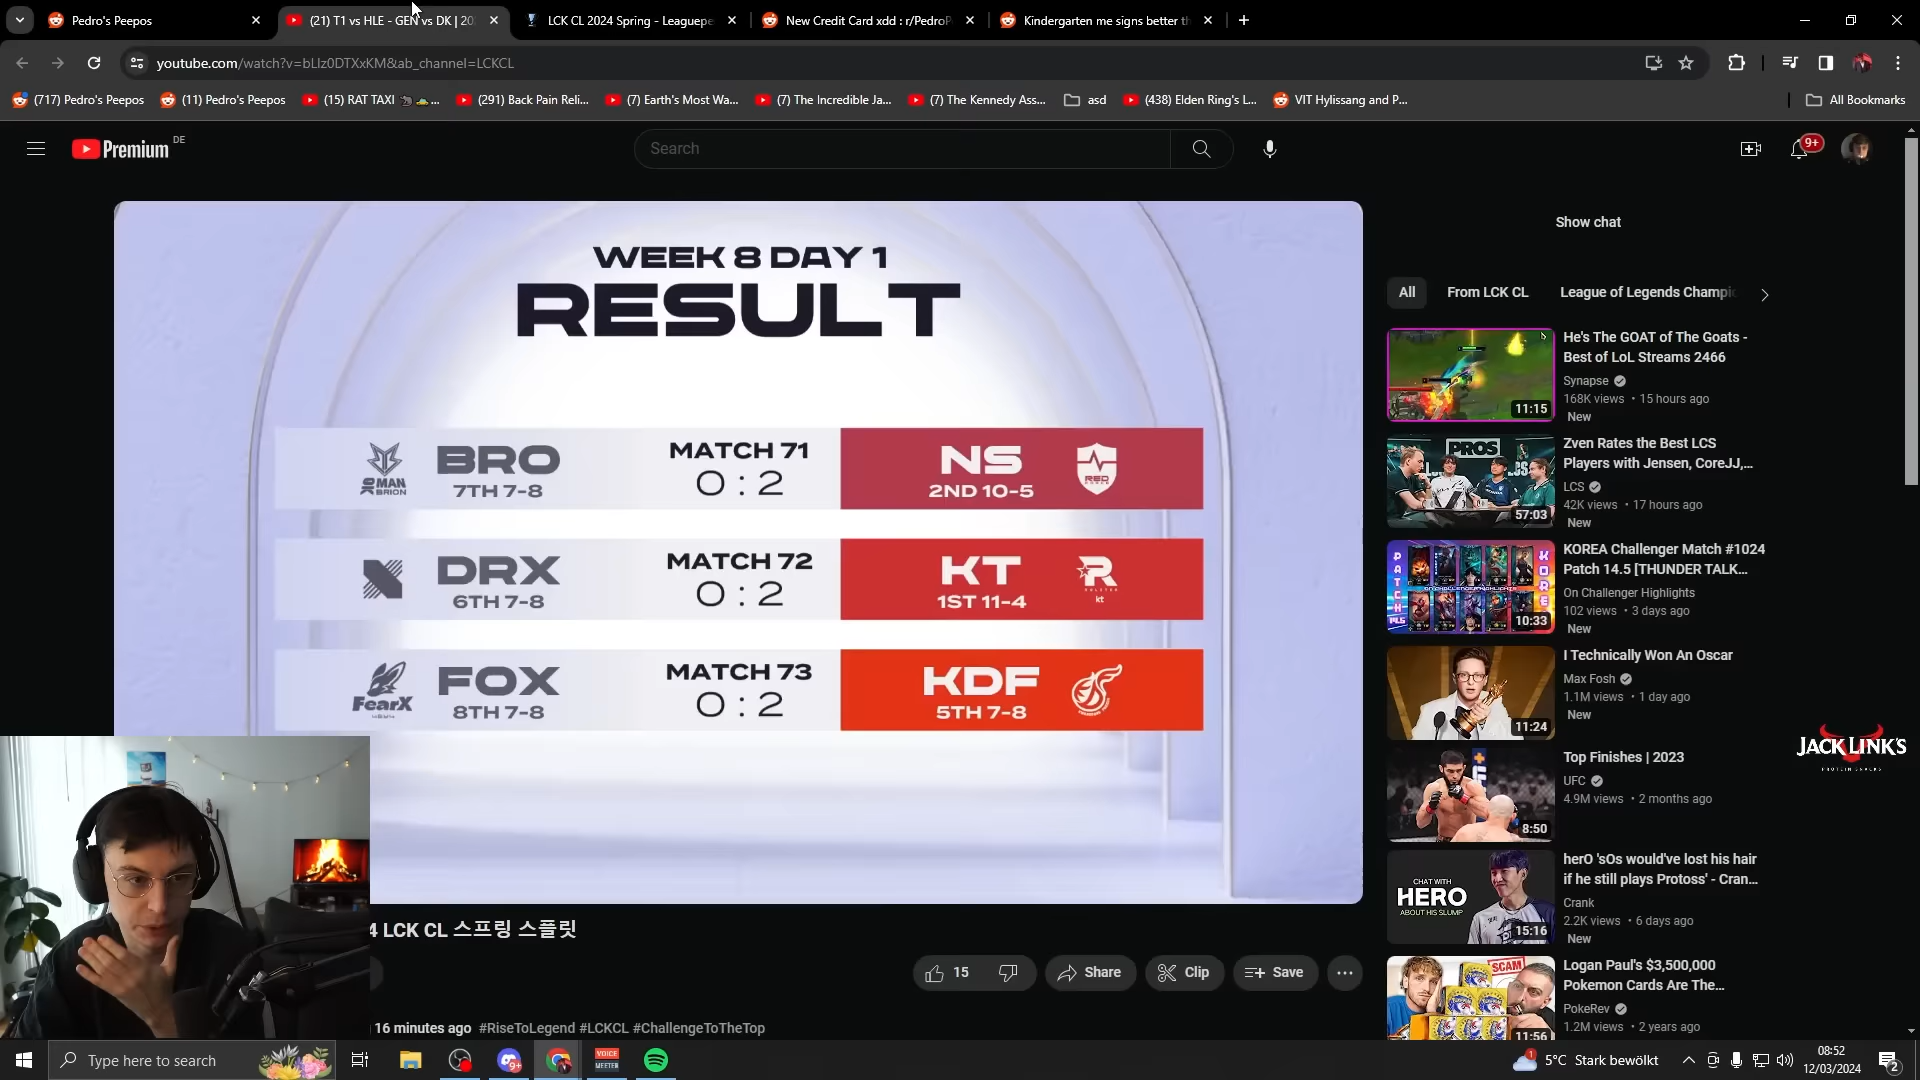 Pedro's Peepos
(21) T1 vs HLE - GEN vs DK | 20
LCK CL 2024 Spring - Leaguepe
New Credit Card xdd : r/PedroP
Kindergarten me signs better th
youtube.com/watch?v=bLIz0DTXxKM&ab_channel=LCKCL
(717) Pedro's Peepos
(11) Pedro's Peepos
(15) RAT TAXI 🐀🚕...
(291) Back Pain Reli...
(7) Earth's Most Wa...
(7) The Incredible Ja...
(7) The Kennedy Ass...
asd
(438) Elden Ring's L...
VIT Hylissang and P...
All Bookmarks
Premium DE
Search
9+
WEEK 8 DAY 1
RESULT
BRO
7TH 7-8
MATCH 71
0 : 2
NS
2ND 10-5
RED
DRX
6TH 7-8
MATCH 72
0 : 2
KT
1ST 11-4
kt
FearX
FOX
8TH 7-8
MATCH 73
0 : 2
KDF
5TH 7-8
Show chat
All
From LCK CL
League of Legends Champio
He's The GOAT of The Goats -
Best of LoL Streams 2466
Synapse
168K views • 15 hours ago
New
11:15
PROS
Zven Rates the Best LCS
Players with Jensen, CoreJJ,...
LCS
42K views • 17 hours ago
New
57:03
KOREA Challenger Match #1024
Patch 14.5 [THUNDER TALK...
On Challenger Highlights
102 views • 3 days ago
New
10:33
I Technically Won An Oscar
Max Fosh
1.1M views • 1 day ago
New
11:24
Top Finishes | 2023
UFC
4.9M views • 2 months ago
8:50
CHAT WITH
HERO
ABOUT HIS SLUMP
herO 'sOs would've lost his hair
if he still plays Protoss' - Cran...
Crank
2.2K views • 6 days ago
New
15:16
SCAM
Logan Paul's $3,500,000
Pokemon Cards Are The...
PokeRev
1.2M views • 2 years ago
11:56
JACK LINK'S
PROTEIN SNACKS
4 LCK CL 스프링 스플릿
15
Share
Clip
Save
16 minutes ago #RiseToLegend #LCKCL #ChallengeToTheTop
Type here to search
9+
VOICE
MEETER
5°C Stark bewölkt
08:52
12/03/2024
2